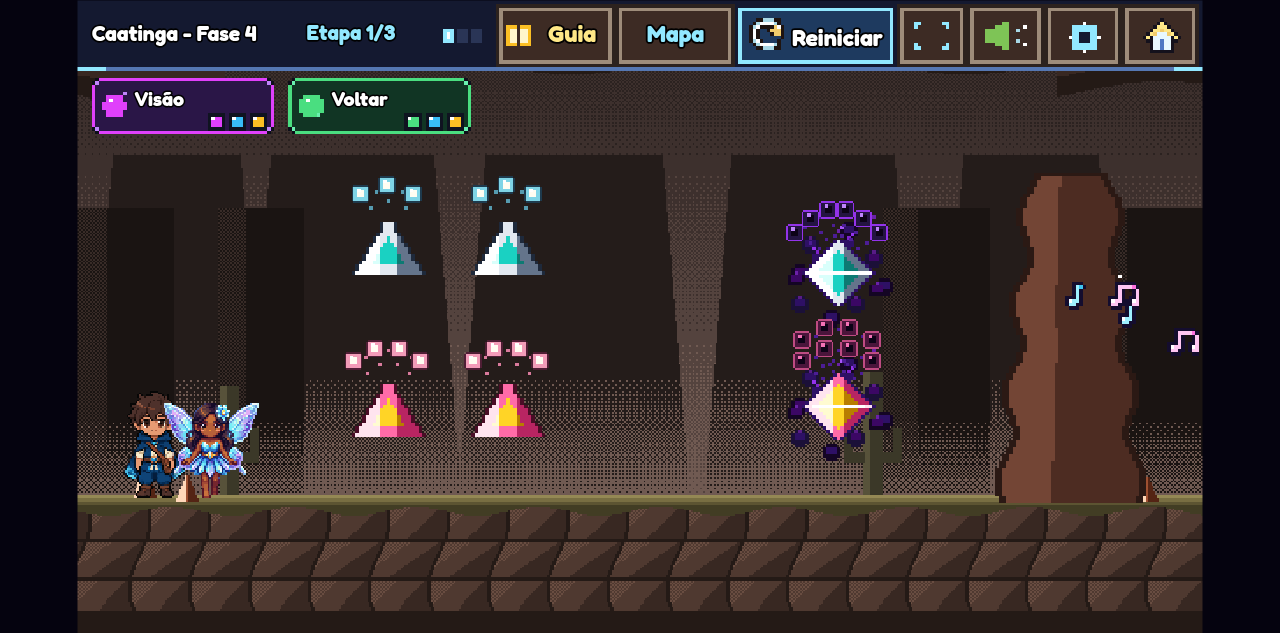 Caatinga - Fase 4
Etapa 1/3
Guia
Mapa
Reiniciar
Visão
Voltar